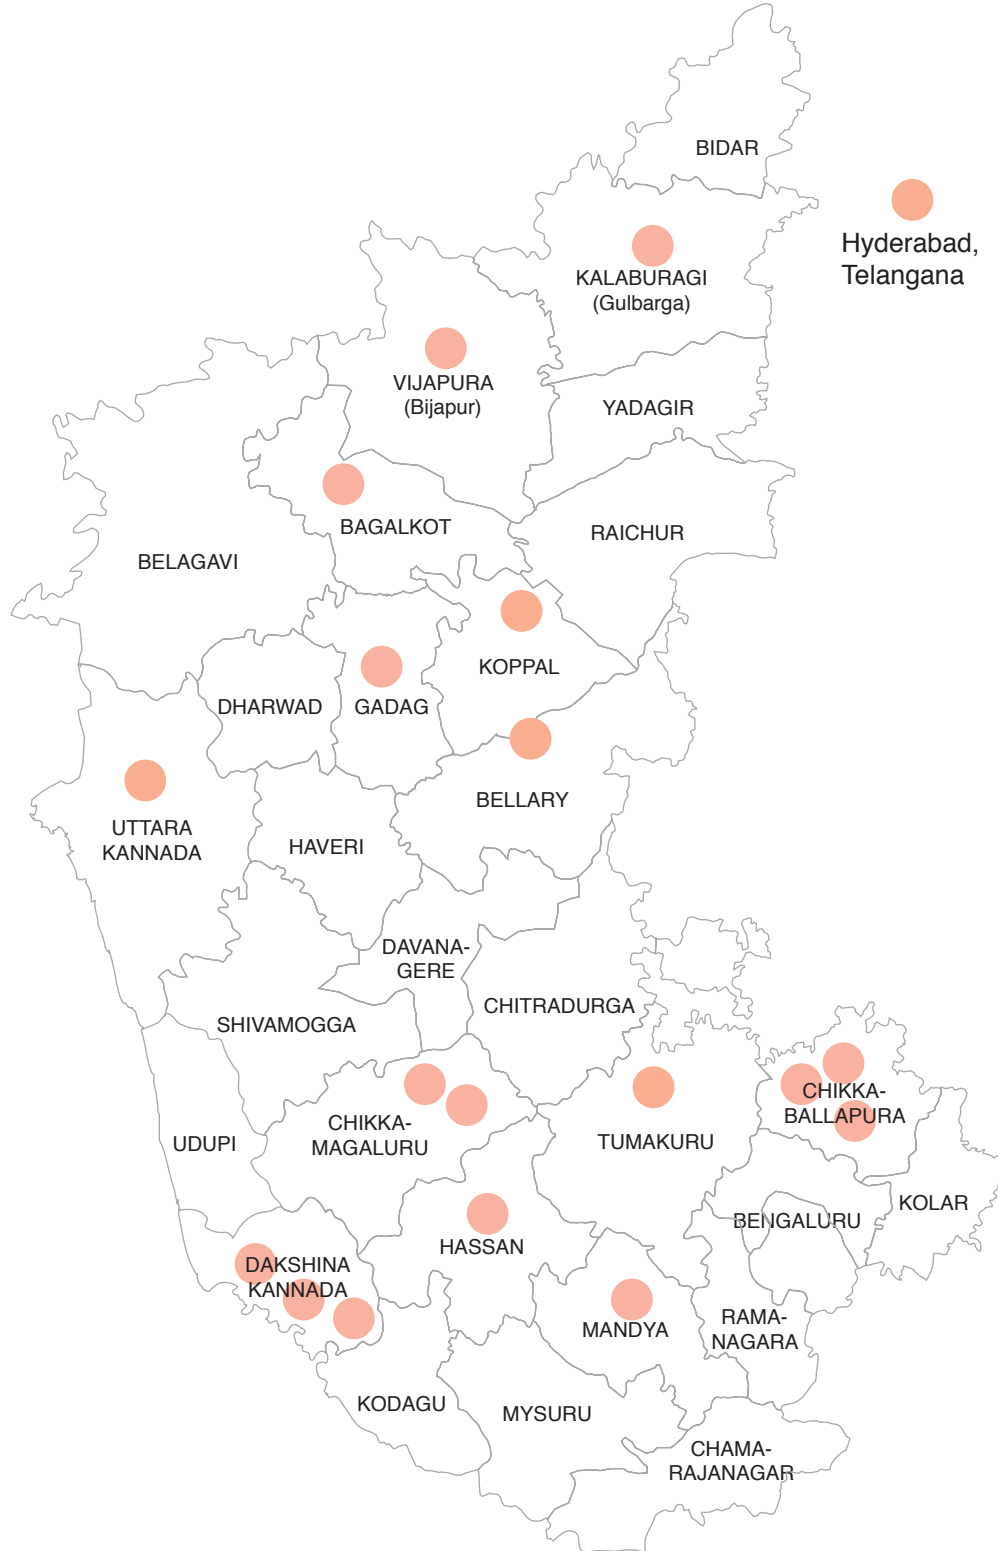 BIDAR
Hyderabad,
Telangana
KALABURAGI
(Gulbarga)
VIJAPURA
(Bijapur)
YADAGIR
BAGALKOT
RAICHUR
BELAGAVI
KOPPAL
DHARWAD
GADAG
BELLARY
UTTARA
KANNADA
HAVERI
DAVANA-
GERE
CHITRADURGA
SHIVAMOGGA
CHIKKA-
BALLAPURA
CHIKKA-
MAGALURU
TUMAKURU
UDUPI
KOLAR
BENGALURU
HASSAN
DAKSHINA
KANNADA
MANDYA
RAMA-
NAGARA
KODAGU
MYSURU
CHAMA-
RAJANAGAR